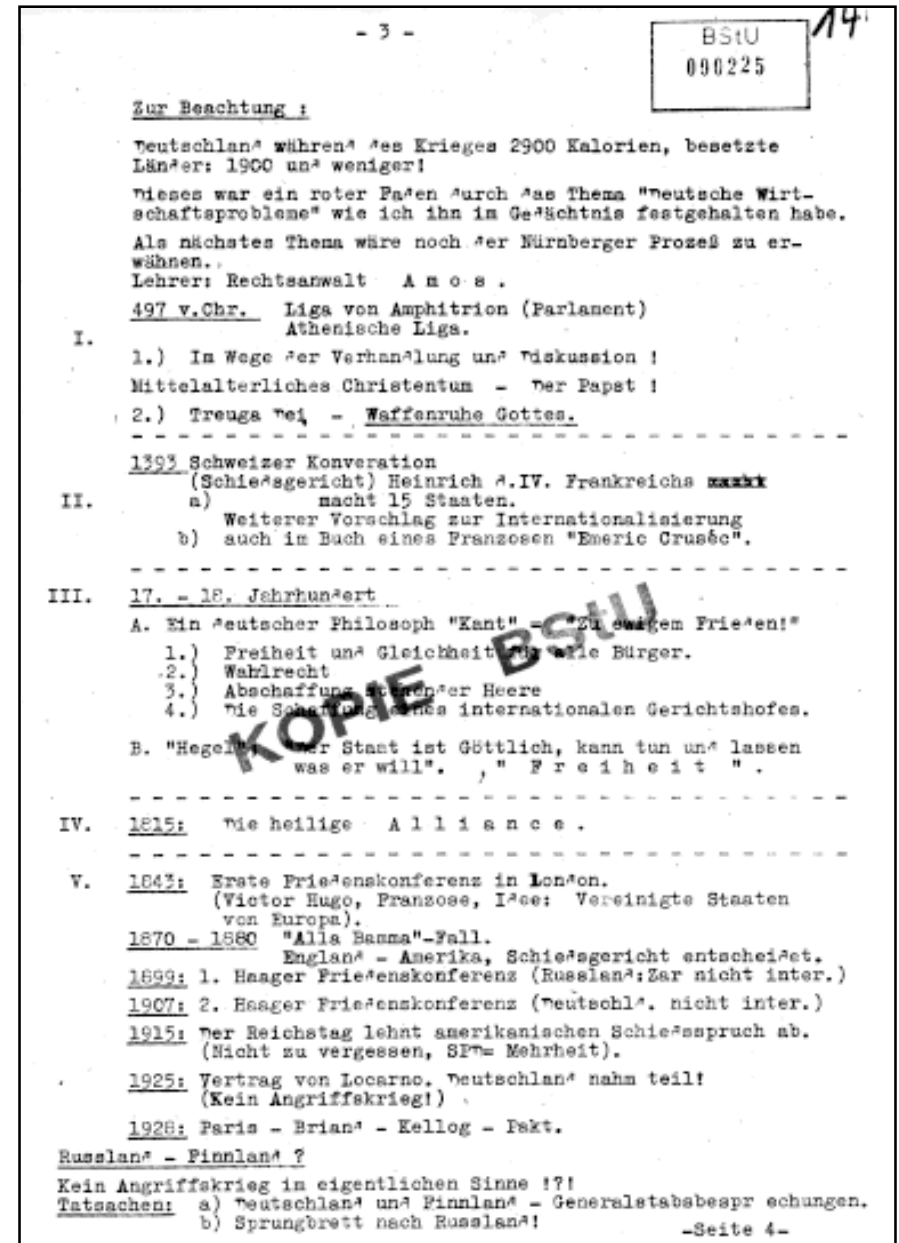 - 3 -
14
BStU
090225
Zur Beachtung :
Deutschland während des Krieges 2900 Kalorien, besetzte
Länder: 1900 und weniger!
Dieses war ein roter Faden durch das Thema "Deutsche Wirt-
schaftsprobleme" wie ich ihn im Gedächtnis festgehalten habe.
Als nächstes Thema wäre noch der Nürnberger Prozeß zu er-
wähnen.
Lehrer: Rechtsanwalt A m o s .
497 v.Chr. Liga von Amphitrion (Parlament)
Athenische Liga.
I.
1.) Im Wege der Verhandlung und Diskussion !
Mittelalterliches Christentum - Der Papst !
2.) Treuga Dei - Waffenruhe Gottes.
1393 Schweizer Konveration
(Schiedsgericht) Heinrich d.IV. Frankreichs
II. a) macht 15 Staaten.
Weiterer Vorschlag zur Internationalisierung
b) auch im Buch eines Franzosen "Emeric Crusèc".
III. 17. - 18. Jahrhundert
A. Ein deutscher Philosoph "Kant" - "Zu ewigem Frieden!"
1.) Freiheit und Gleichheit für alle Bürger.
2.) Wahlrecht
3.) Abschaffung stehender Heere
4.) Die Schaffung eines internationalen Gerichtshofes.
KOPIE BStU
B. "Hegel": "Der Staat ist Göttlich, kann tun und lassen
was er will". ," F r e i h e i t ".
IV. 1815: Die heilige A l l i a n c e .
V. 1843: Erste Friedenskonferenz in London.
(Victor Hugo, Franzose, Idee: Vereinigte Staaten
von Europa).
1870 - 1880 "Alla Bamma"-Fall.
England - Amerika, Schiedsgericht entscheidet.
1899: 1. Haager Friedenskonferenz (Russland:Zar nicht inter.)
1907: 2. Haager Friedenskonferenz (Deutschld. nicht inter.)
1915: Der Reichstag lehnt amerikanischen Schiedsspruch ab.
(Nicht zu vergessen, SPD= Mehrheit).
1925: Vertrag von Locarno. Deutschland nahm teil!
(Kein Angriffskrieg!)
1928: Paris - Briand - Kellog - Pakt.
Russland - Finnland ?
Kein Angriffskrieg im eigentlichen Sinne !?!
Tatsachen: a) Deutschland und Finnland - Generalstabsbespr echungen.
b) Sprungbrett nach Russland!
-Seite 4-